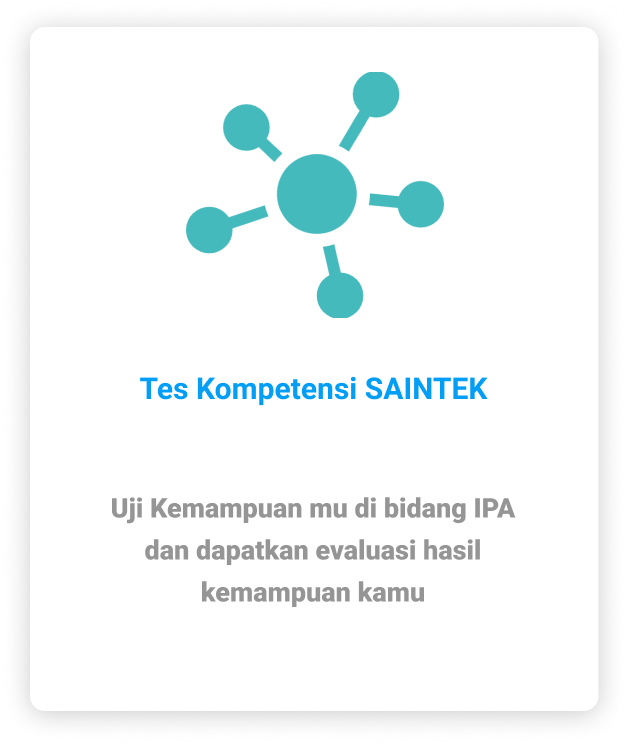 Tes Kompetensi SAINTEK
Uji Kemampuan mu di bidang IPA
dan dapatkan evaluasi hasil
kemampuan kamu